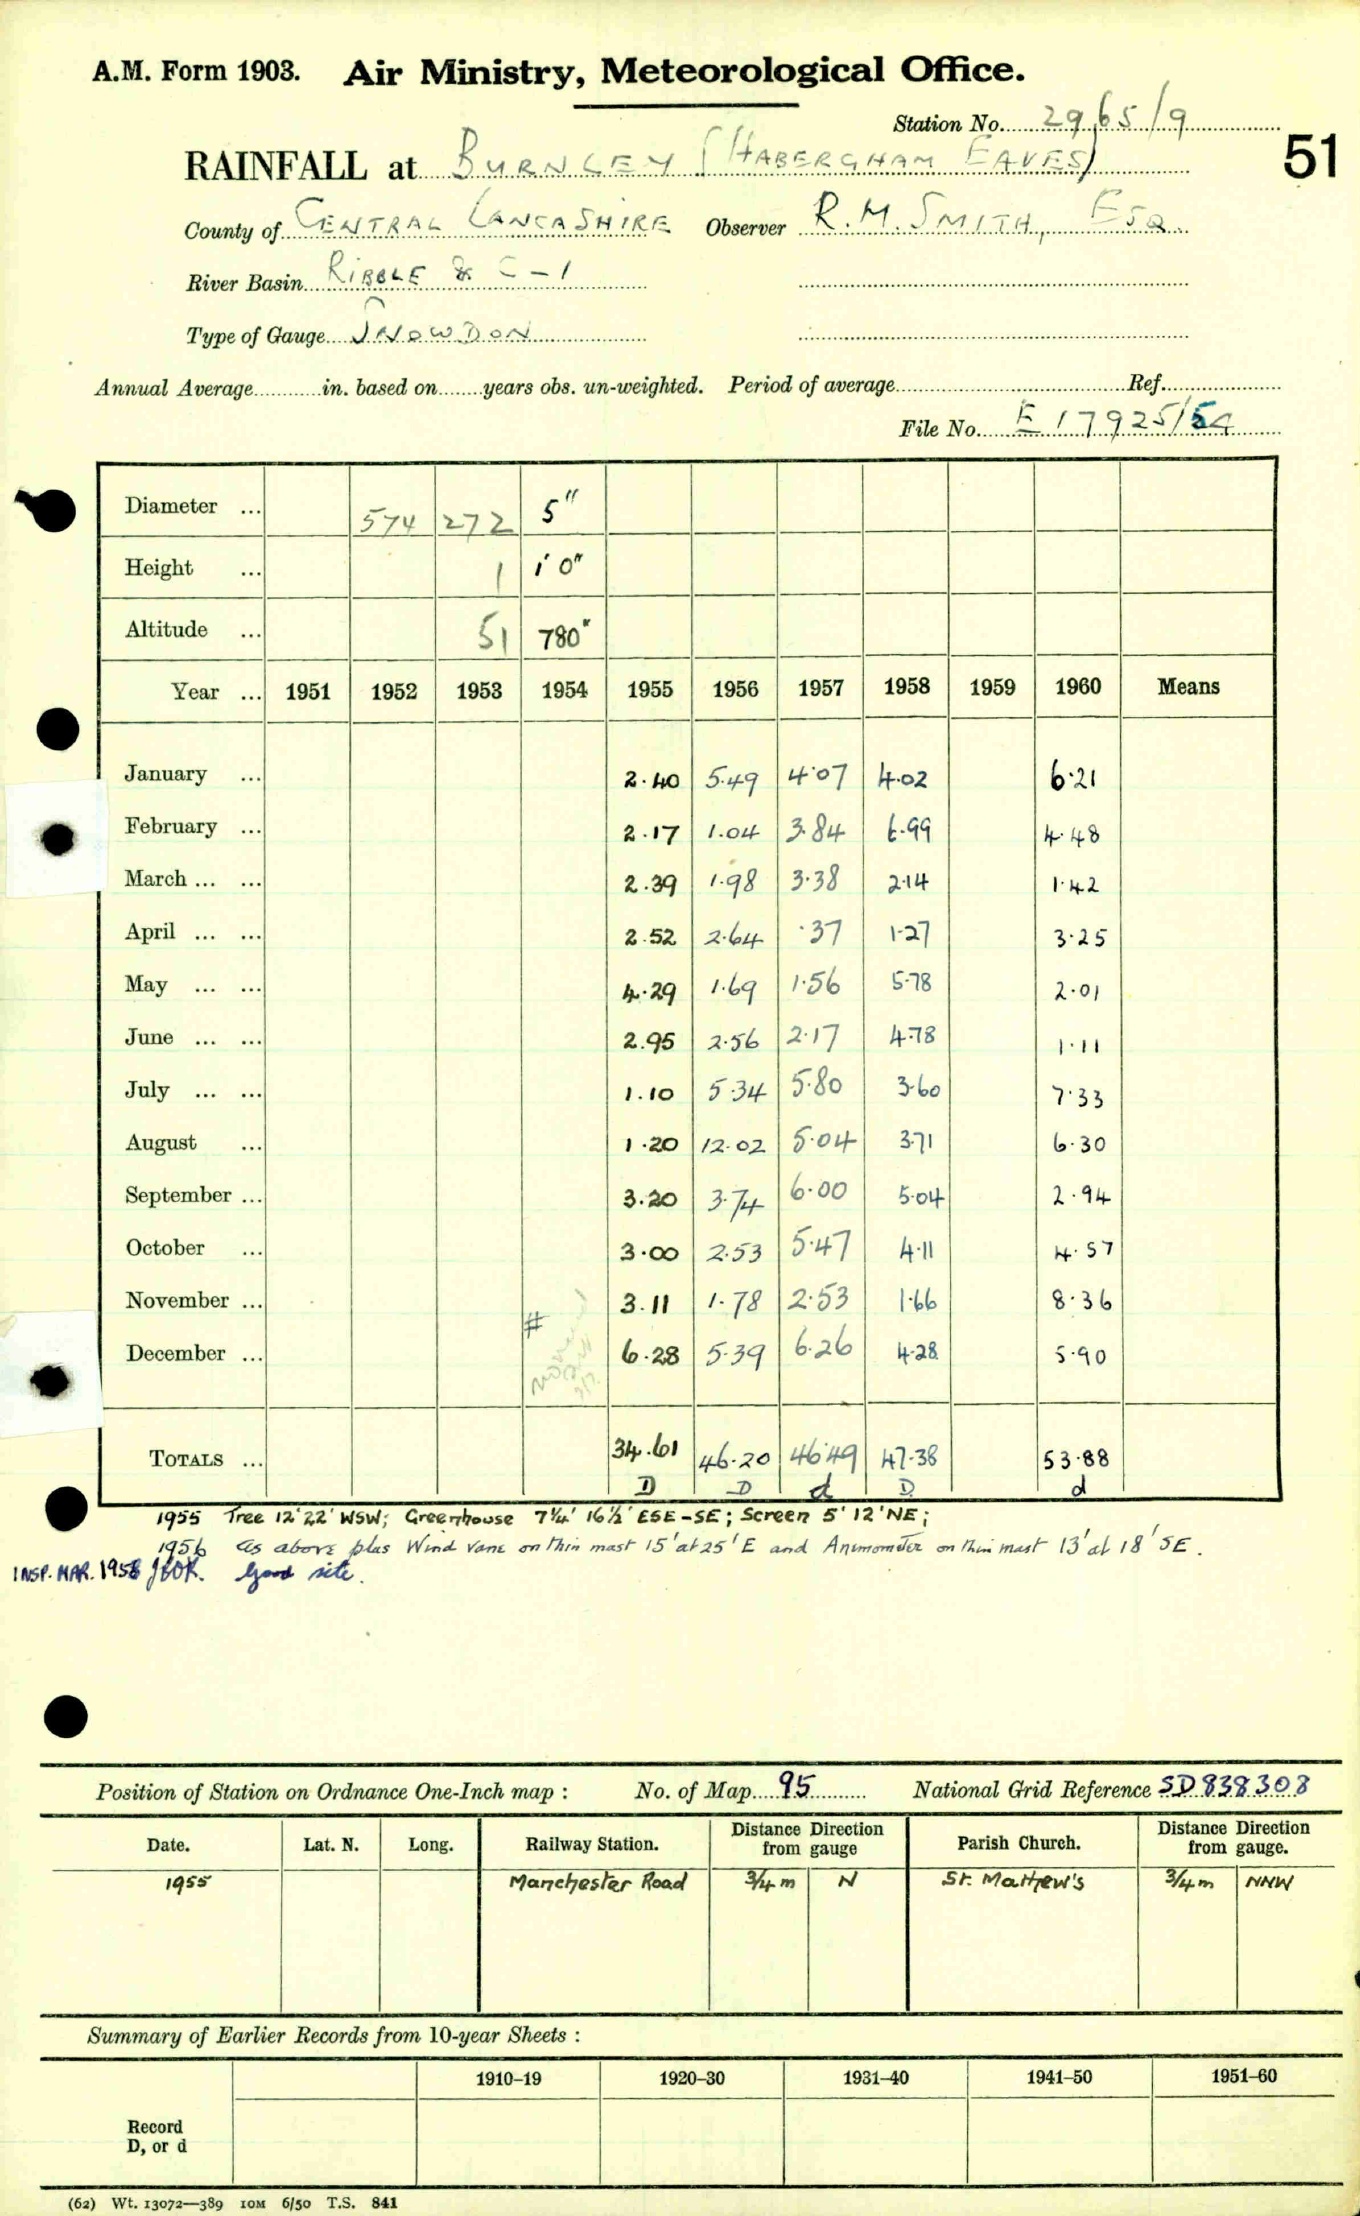 A.M. Form 1903. Air Ministry, Meteorological Office.
Station No. 2965/9
RAINFALL at BURNLEY (HABERGHAM EAVES) 51
County of CENTRAL LANCASHIRE Observer R.M. SMITH, ESQ.
River Basin RIBBLE & C-1
Type of Gauge SNOWDON
Annual Average in. based on years obs. un-weighted. Period of average Ref.
File No. E 17925/54
Diameter ... 574 272 5"
Height ... 1 1' 0"
Altitude ... 51 780"
Year ... 1951 1952 1953 1954 1955 1956 1957 1958 1959 1960 Means
January ... 2.40 5.49 4.07 4.02 6.21
February ... 2.17 1.04 3.84 6.99 4.48
March ... ... 2.39 1.98 3.38 2.14 1.42
April ... ... 2.52 2.64 .37 1.27 3.25
May ... ... 4.29 1.69 1.56 5.78 2.01
June ... ... 2.95 2.56 2.17 4.78 1.11
July ... ... 1.10 5.34 5.80 3.60 7.33
August ... 1.20 12.02 5.04 3.71 6.30
September ... 3.20 3.74 6.00 5.04 2.94
October ... 3.00 2.53 5.47 4.11 4.57
November ... # 3.11 1.78 2.53 1.66 8.36
December ... 6.28 5.39 6.26 4.28 5.90
TOTALS ... 34.61 46.20 46.49 47.38 53.88
D D d D d
1955 Tree 12' 22' WSW; Greenhouse 7¼' 16½' ESE-SE; Screen 5' 12' NE;
1956 as above plus Wind vane on thin mast 15' at 25' E and Anemometer on thin mast 13' at 18' SE.
INSP. MAR. 1958 Good site.
Position of Station on Ordnance One-Inch map : No. of Map 95 National Grid Reference SD 838308
Date. Lat. N. Long. Railway Station. Distance Direction from gauge Parish Church. Distance Direction from gauge.
1955 Manchester Road ¾ m N St. Mathew's ¾ m NNW
Summary of Earlier Records from 10-year Sheets :
1910–19 1920–30 1931–40 1941–50 1951–60
Record
D, or d
(62) Wt. 13072—389 10M 6/50 T.S. 841